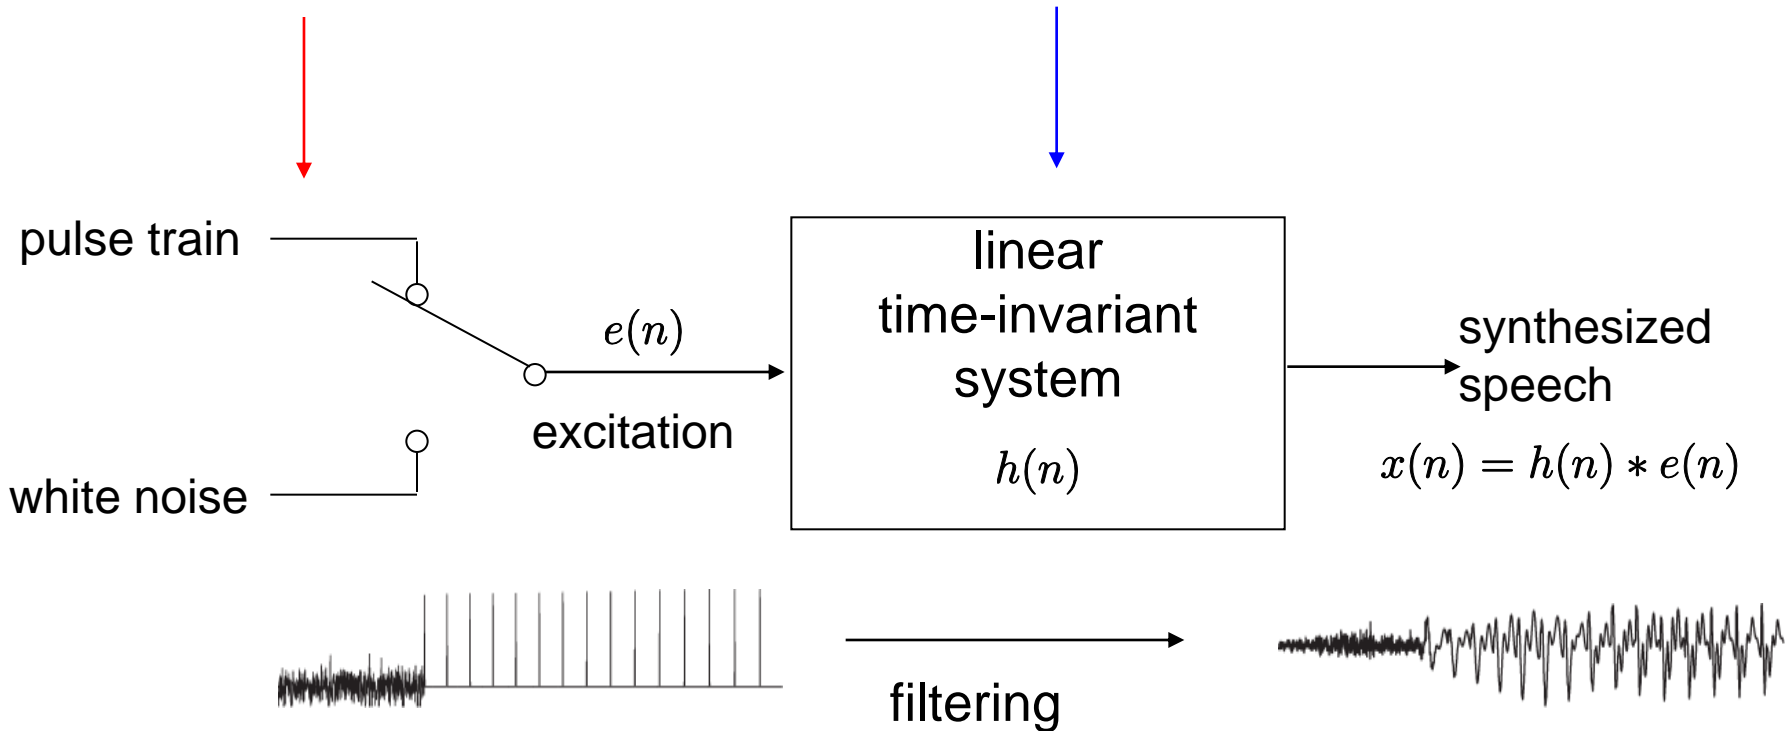 pulse train
white noise
e(n)
excitation
linear
time-invariant
system
h(n)
synthesized
speech
x(n) = h(n) ∗ e(n)
filtering